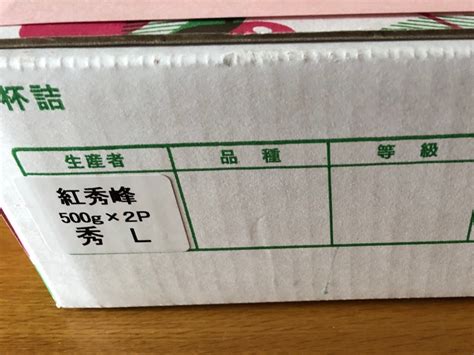 杯詰
生産者 品種 等級
紅秀峰
500g×2P
秀 L